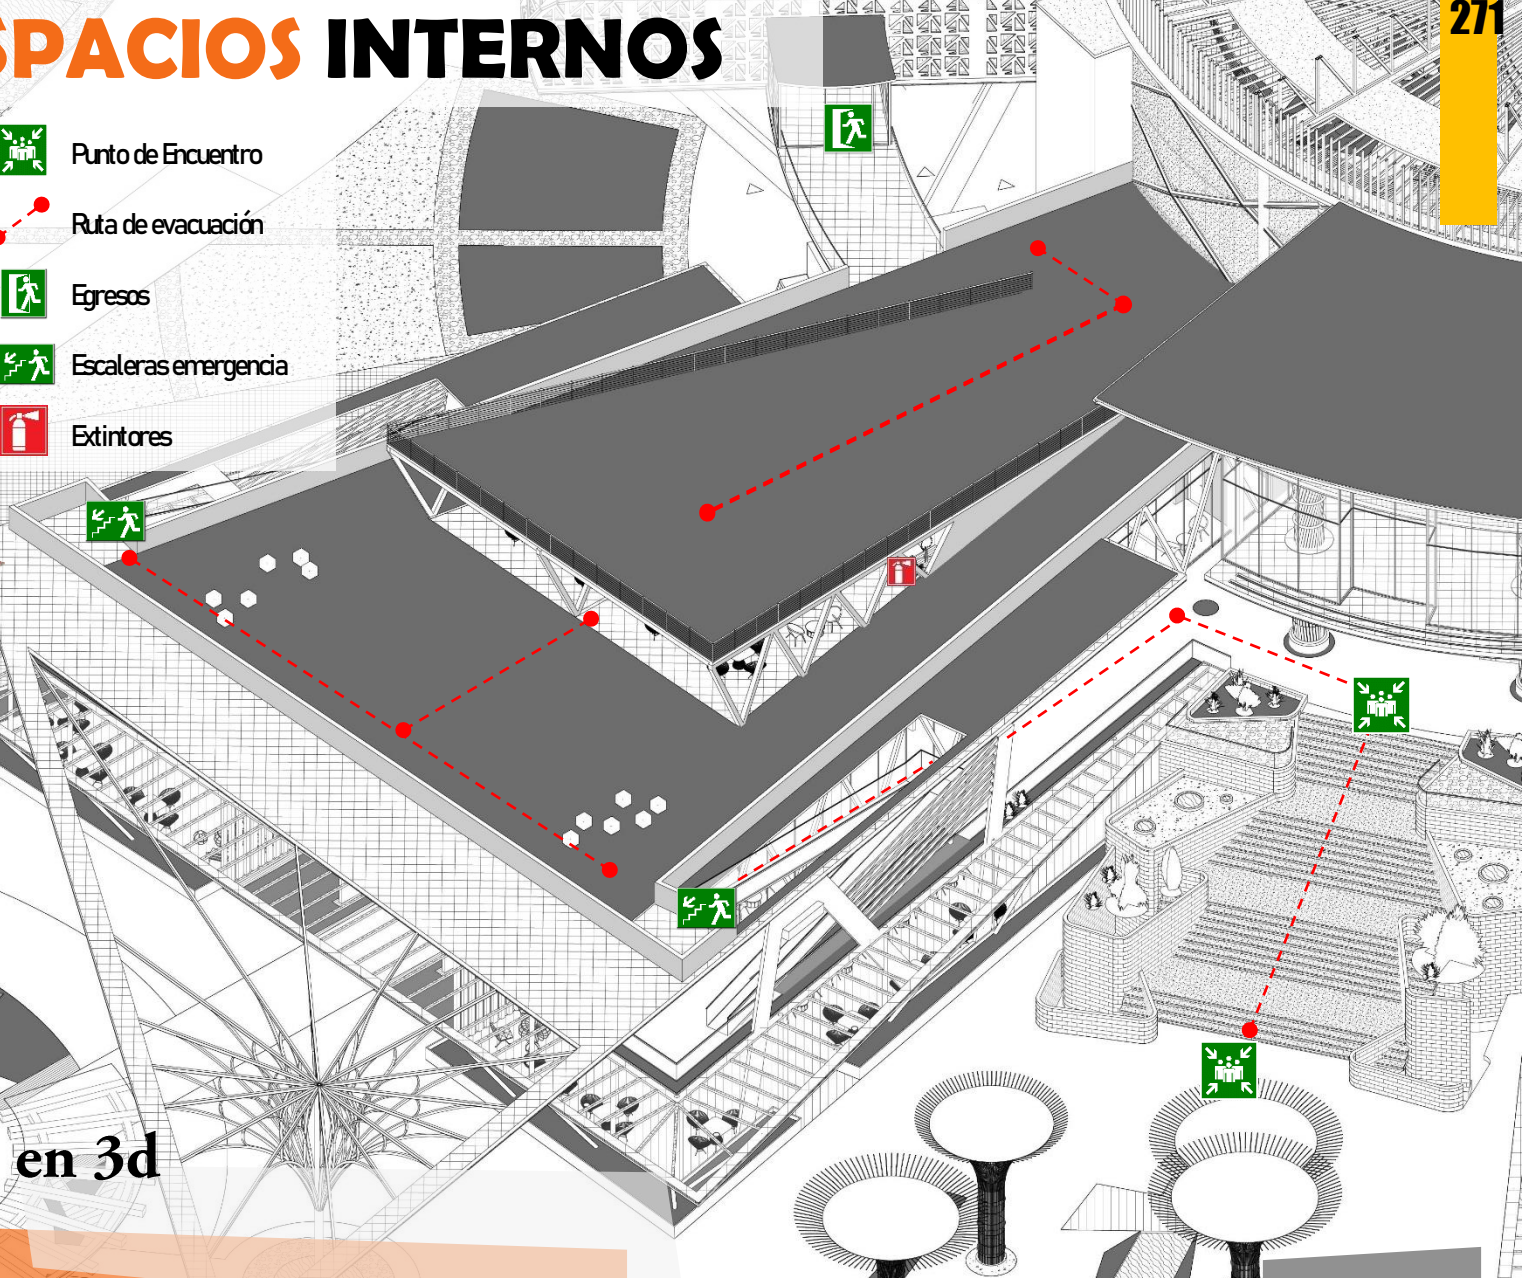 SPACIOS INTERNOS
271
Punto de Encuentro
Ruta de evacuación
Egresos
Escaleras emergencia
Extintores
en 3d